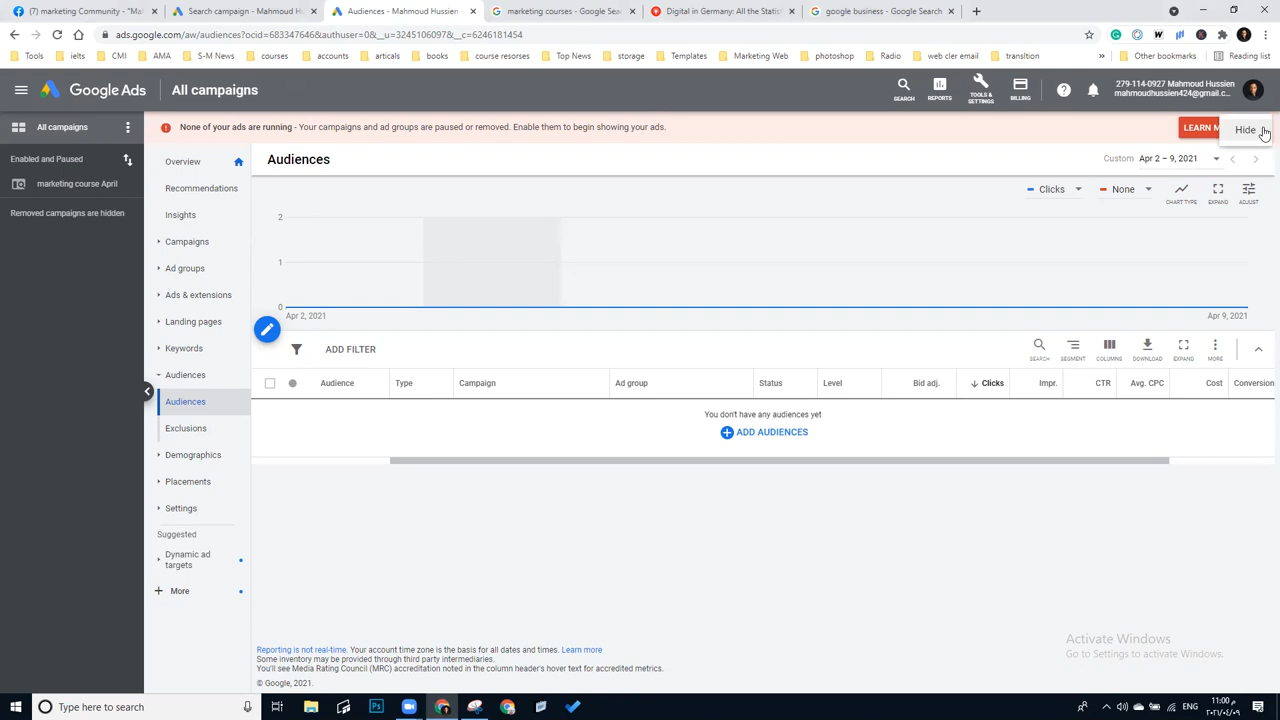 (7) marketing Community - "Ma
Search campaign - Mahmoud Hus
Audiences - Mahmoud Hussien -
marketing courses - Google Sear
Digital in Germany: All the Statis
google business - Google Search
ads.google.com/aw/audiences?ocid=683347646&authuser=0&__u=3245106097&__c=6246181454
Tools
ielts
CMI
AMA
S-M News
courses
accounts
articals
books
course resorses
Top News
storage
Templates
Marketing Web
photoshop
Radio
web cler email
transltion
Other bookmarks
Reading list
Google Ads
All campaigns
SEARCH
REPORTS
TOOLS & SETTINGS
BILLING
279-114-0927 Mahmoud Hussien
mahmoudhussien424@gmail.c...
All campaigns
None of your ads are running - Your campaigns and ad groups are paused or removed. Enable them to begin showing your ads.
LEARN M
Hide
Enabled and Paused
marketing course April
Removed campaigns are hidden
Overview
Recommendations
Insights
Campaigns
Ad groups
Ads & extensions
Landing pages
Keywords
Audiences
Audiences
Exclusions
Demographics
Placements
Settings
Suggested
Dynamic ad
targets
More
Audiences
Custom Apr 2 – 9, 2021
Clicks
None
CHART TYPE
EXPAND
ADJUST
2
1
0
Apr 2, 2021
Apr 9, 2021
ADD FILTER
SEARCH
SEGMENT
COLUMNS
DOWNLOAD
EXPAND
MORE
Audience
Type
Campaign
Ad group
Status
Level
Bid adj.
Clicks
Impr.
CTR
Avg. CPC
Cost
Conversion
You don't have any audiences yet
ADD AUDIENCES
Reporting is not real-time. Your account time zone is the basis for all dates and times. Learn more
Some inventory may be provided through third party intermediaries.
You'll see Media Rating Council (MRC) accreditation noted in the column header's hover text for accredited metrics.
© Google, 2021.
Activate Windows
Go to Settings to activate Windows.
Type here to search
ENG
11:00 م
٢٠٢١/٠٤/٠٩